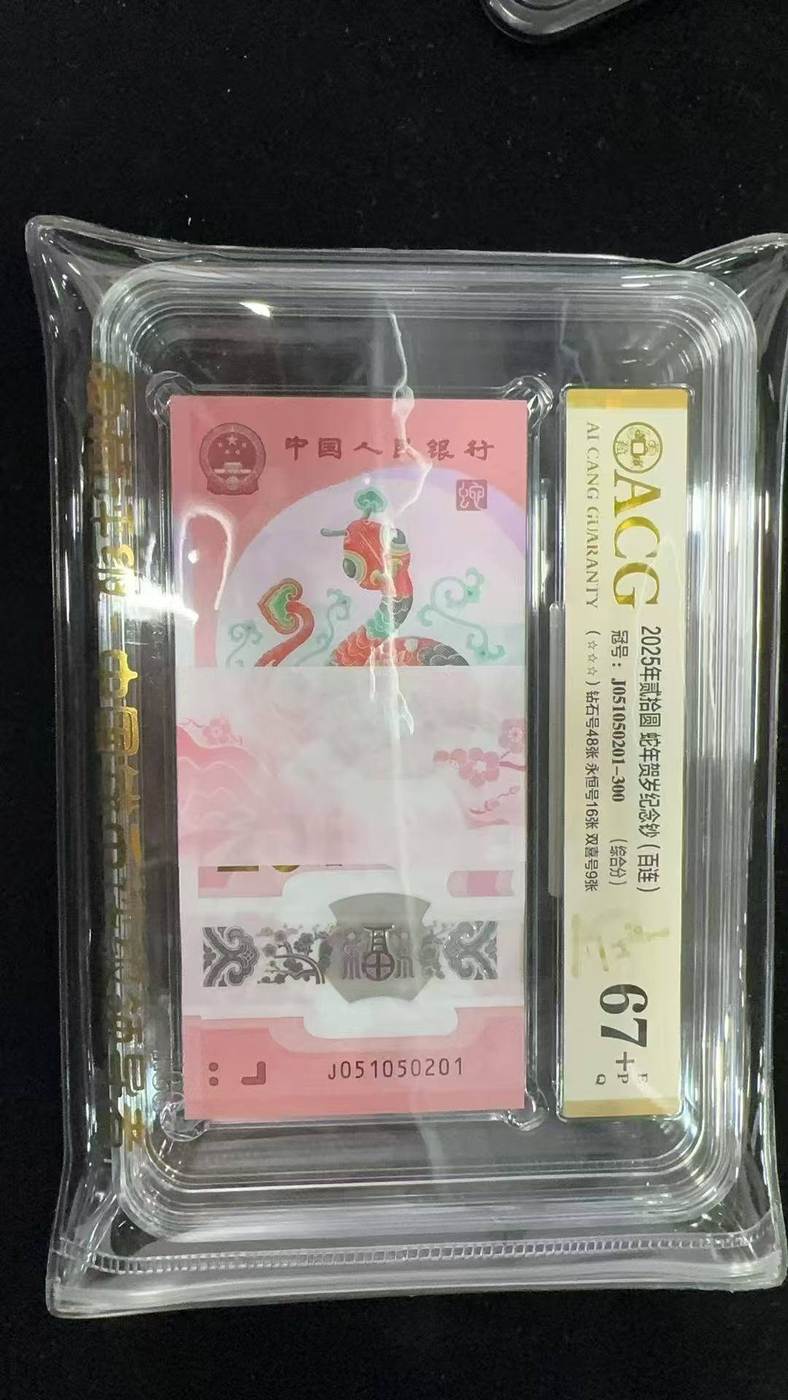 中国人民银行
蛇
福
J051050201
ACG
AI CANG GUARANTY
2025年贰拾圆 蛇年贺岁纪念钞（百连）
冠号：J051050201-300 （综合分）
（☆☆☆）钻石号48张 永恒号16张 双喜号9张
67+
EPQ